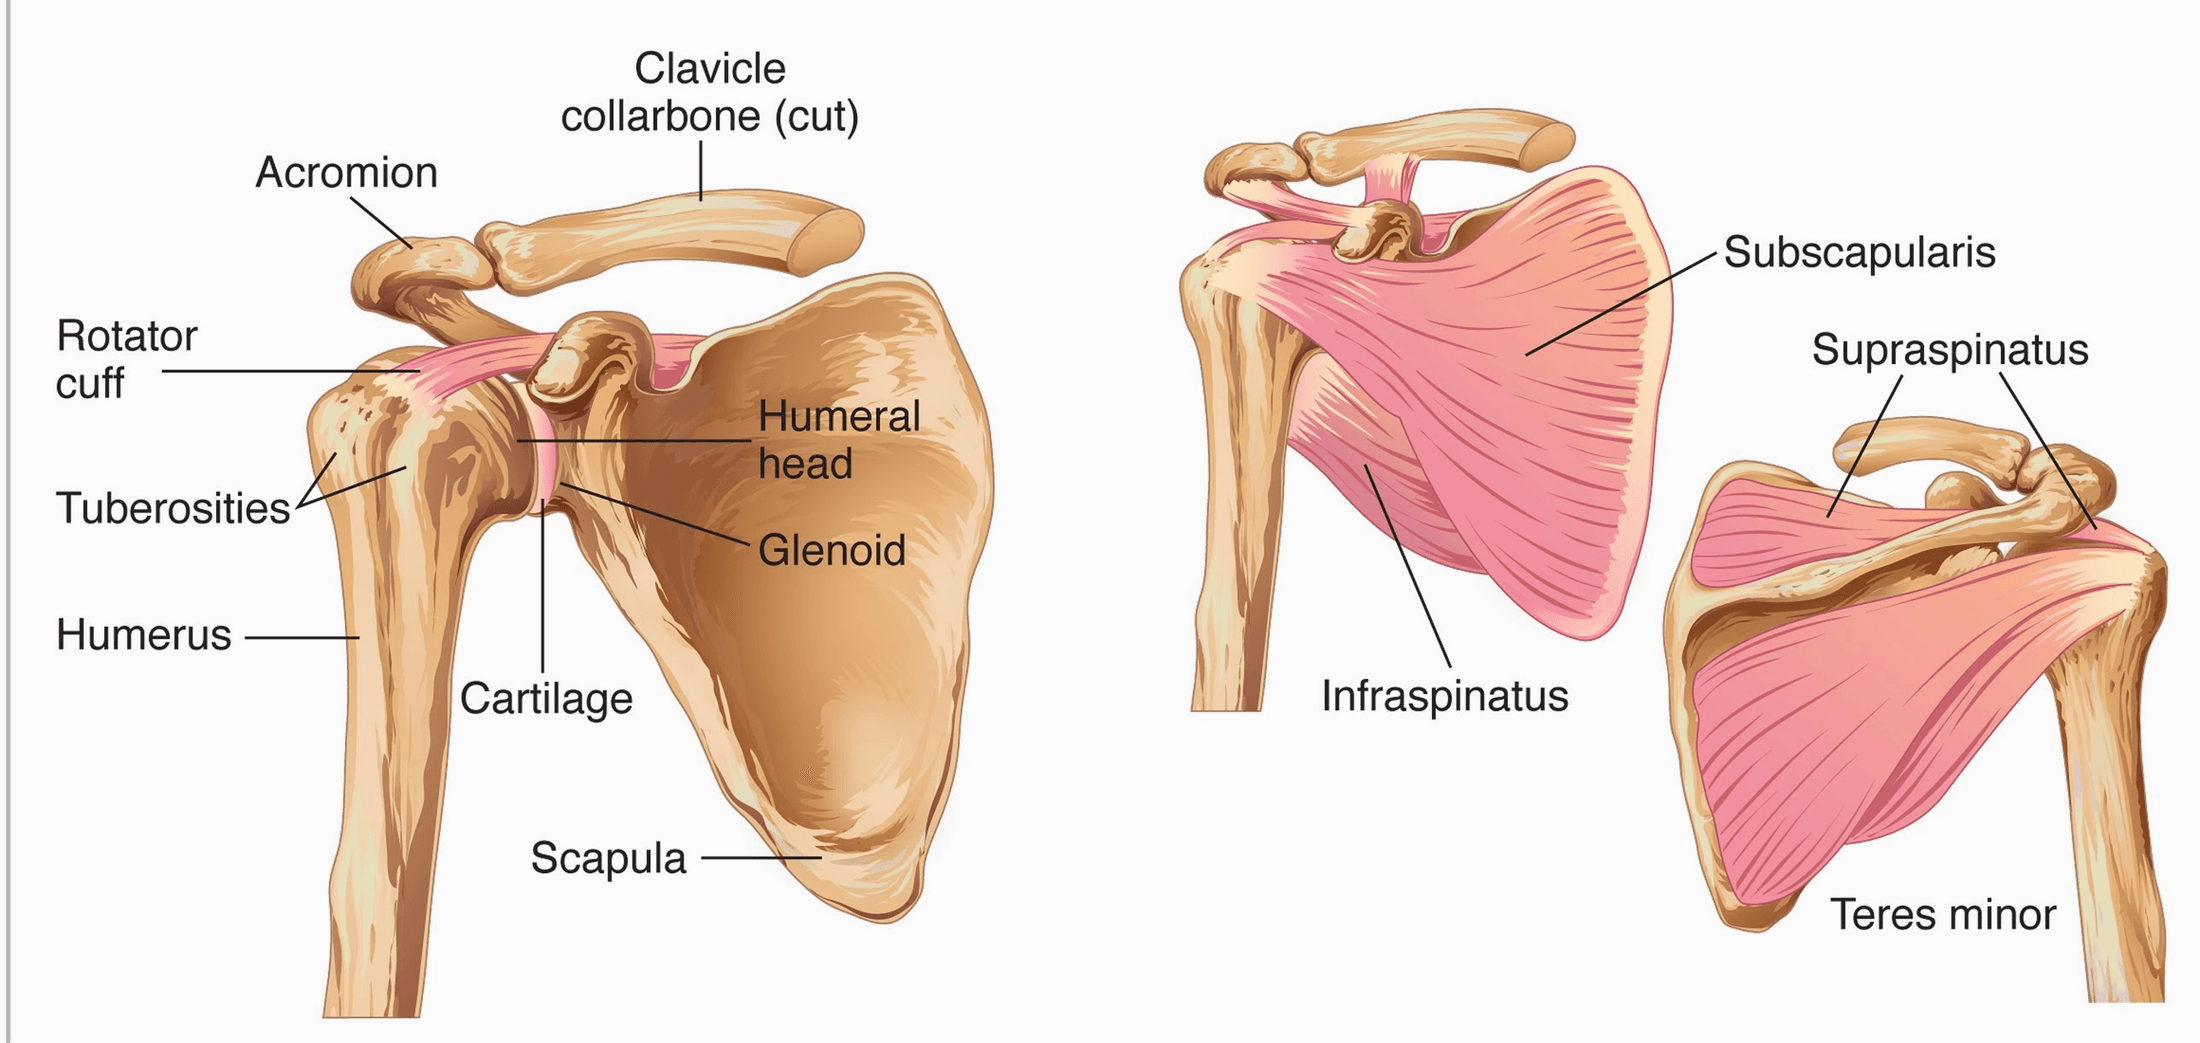 Clavicle
collarbone (cut)
Acromion
Rotator
cuff
Humeral
head
Tuberosities
Glenoid
Humerus
Cartilage
Scapula
Subscapularis
Supraspinatus
Infraspinatus
Teres minor